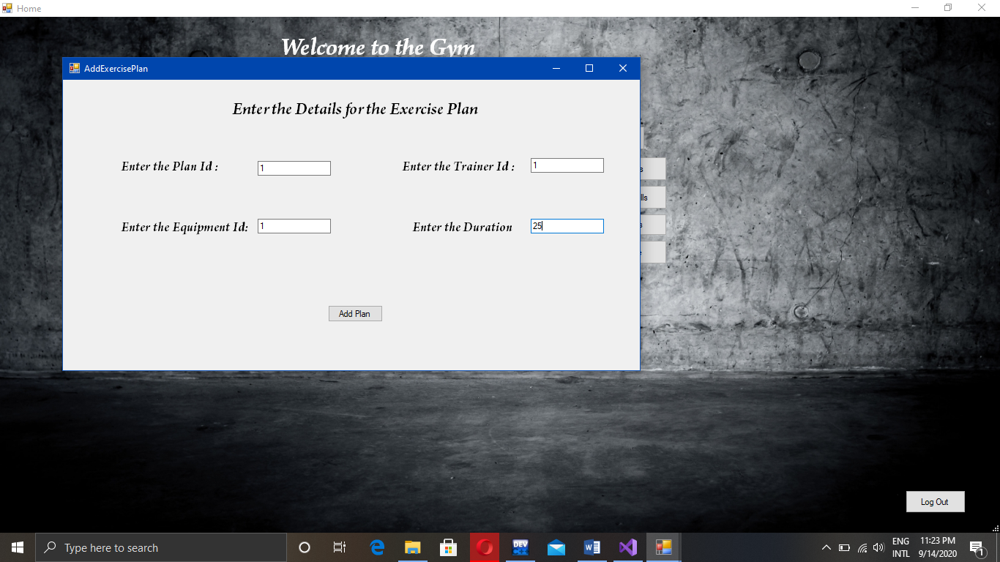 Home
Welcome to the Gym
AddExercisePlan
Enter the Details for the Exercise Plan
Enter the Plan Id :
1
Enter the Trainer Id :
1
Enter the Equipment Id:
1
Enter the Duration
25
Add Plan
Log Out
Type here to search
DEV
ENG
INTL
11:23 PM
9/14/2020
1